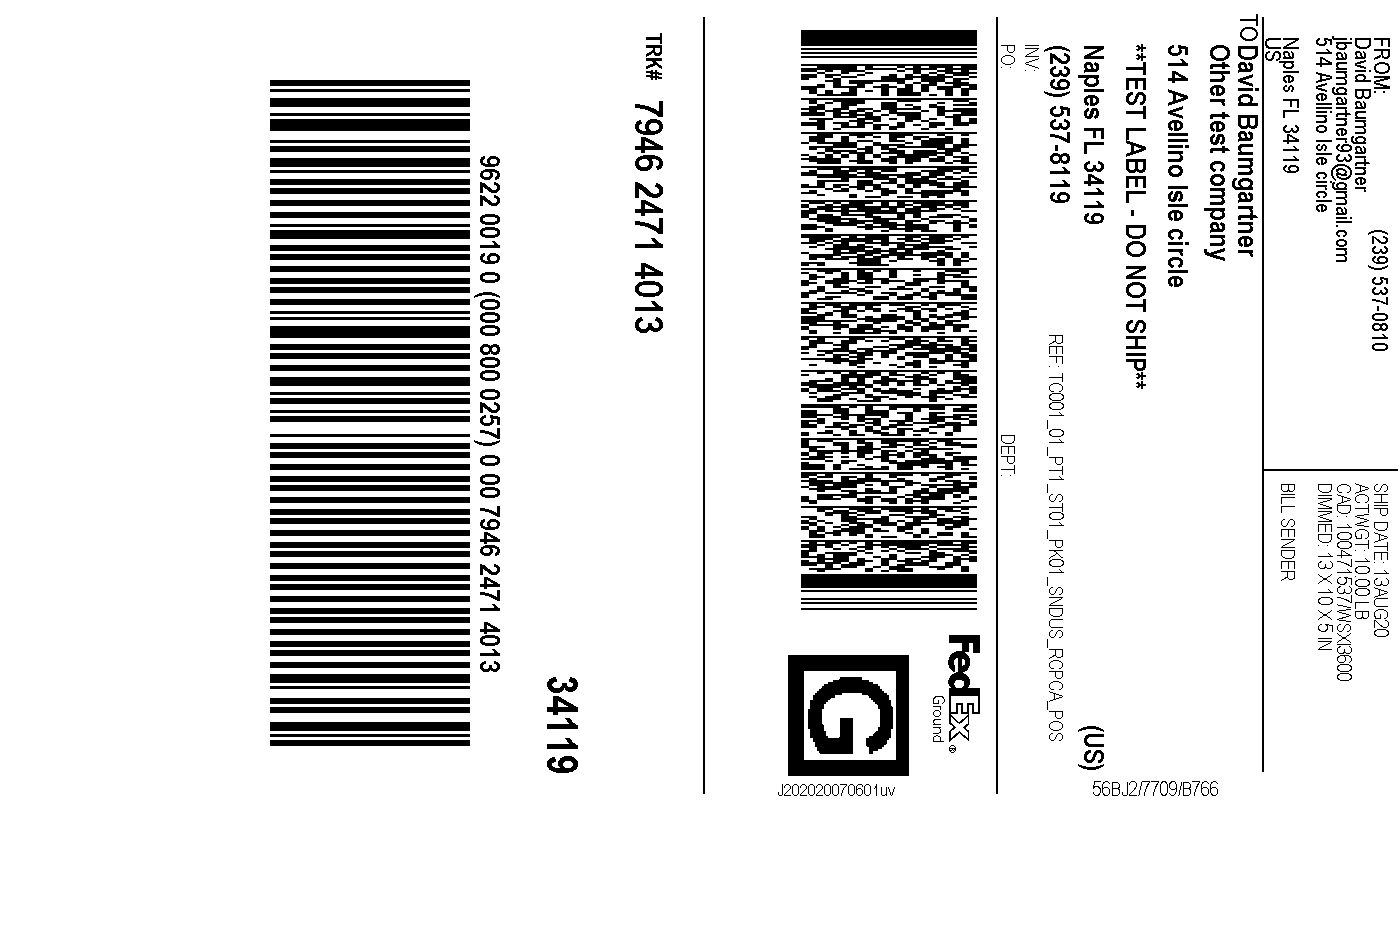 FROM:
David Baumgartner (239) 537-0810
jbaumgartner93@gmail.com
514 Avellino Isle circle
Naples FL 34119
US
SHIP DATE: 13AUG20
ACTWGT: 10.00 LB
CAD: 100471537/WSXI3600
DIMMED: 13 X 10 X 5 IN
BILL SENDER
TO David Baumgartner
Other test company
514 Avellino Isle circle
**TEST LABEL - DO NOT SHIP**
Naples FL 34119 (US)
(239) 537-8119 REF: TC001_01_PT1_ST01_PK01_SNDUS_RCPCA_POS
INV:
PO: DEPT:
56BJ2/7709/B766
FedEx ®
Ground
G
J202020070601uv
TRK# 7946 2471 4013
34119
9622 0019 0 (000 800 0257) 0 00 7946 2471 4013